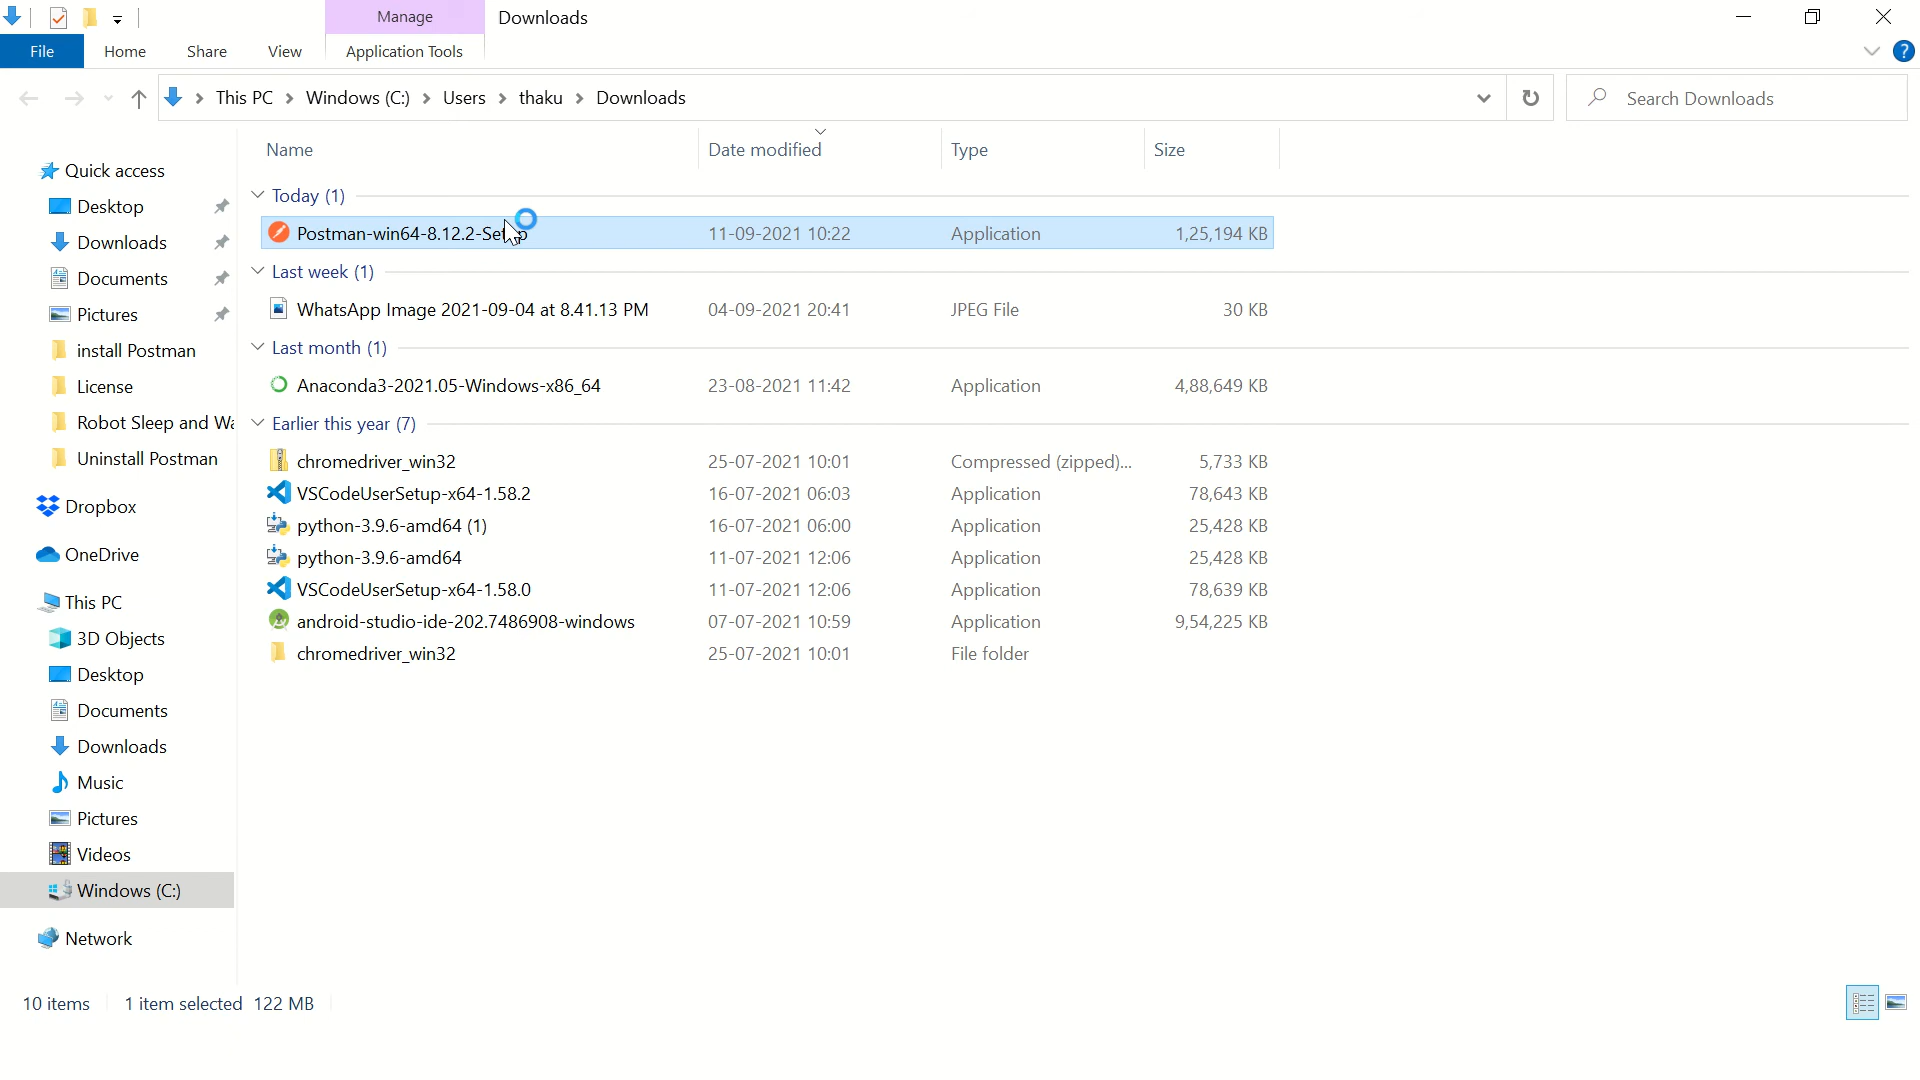 Manage
Downloads
File
Home
Share
View
Application Tools
?
This PC > Windows (C:) > Users > thaku > Downloads
Search Downloads
Name
Date modified
Type
Size
Quick access
Desktop
Downloads
Documents
Pictures
install Postman
License
Robot Sleep and Wa
Uninstall Postman
Dropbox
OneDrive
This PC
3D Objects
Desktop
Documents
Downloads
Music
Pictures
Videos
Windows (C:)
Network
Today (1)
Postman-win64-8.12.2-Setup 11-09-2021 10:22 Application 1,25,194 KB
Last week (1)
WhatsApp Image 2021-09-04 at 8.41.13 PM 04-09-2021 20:41 JPEG File 30 KB
Last month (1)
Anaconda3-2021.05-Windows-x86_64 23-08-2021 11:42 Application 4,88,649 KB
Earlier this year (7)
chromedriver_win32 25-07-2021 10:01 Compressed (zipped)... 5,733 KB
VSCodeUserSetup-x64-1.58.2 16-07-2021 06:03 Application 78,643 KB
python-3.9.6-amd64 (1) 16-07-2021 06:00 Application 25,428 KB
python-3.9.6-amd64 11-07-2021 12:06 Application 25,428 KB
VSCodeUserSetup-x64-1.58.0 11-07-2021 12:06 Application 78,639 KB
android-studio-ide-202.7486908-windows 07-07-2021 10:59 Application 9,54,225 KB
chromedriver_win32 25-07-2021 10:01 File folder
10 items 1 item selected 122 MB